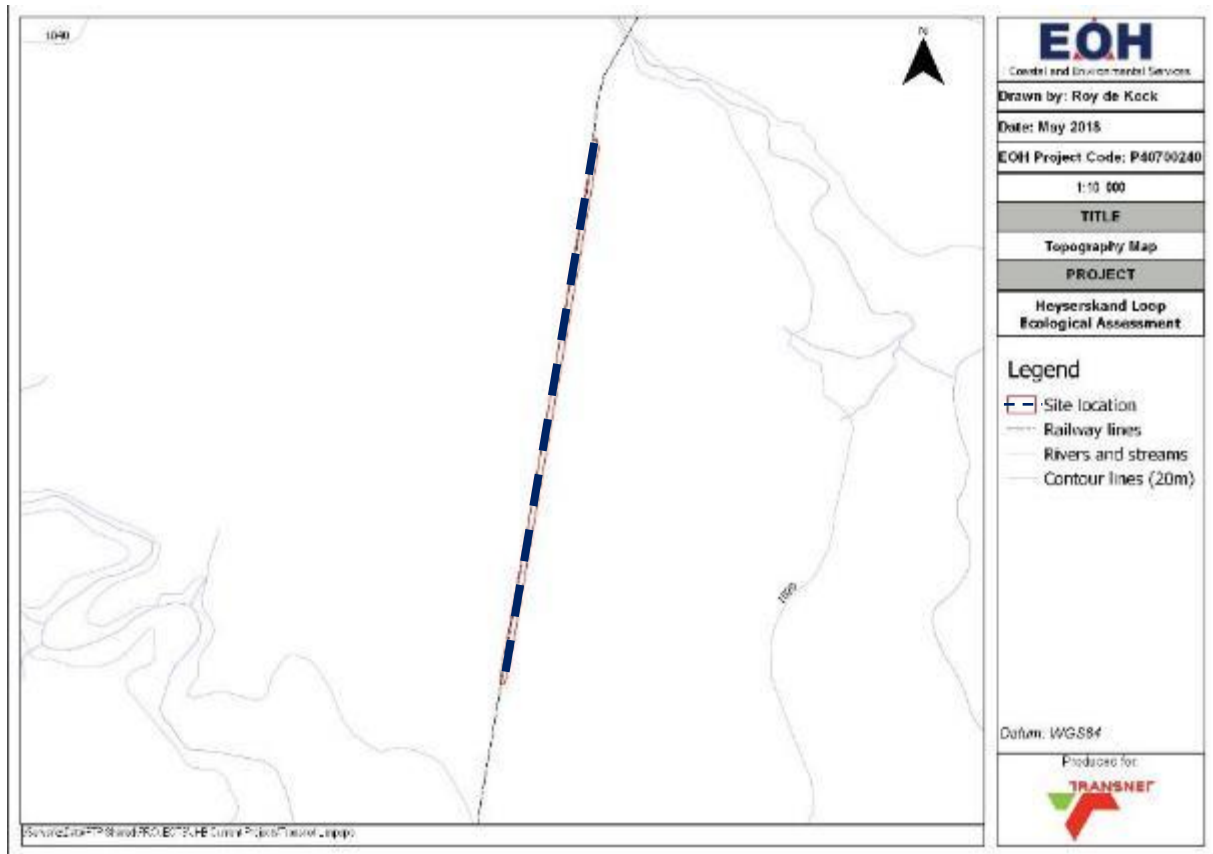 1040
N
1020
EOH
Coastal and Environmental Services
Drawn by: Roy de Kock
Date: May 2018
EOH Project Code: P40700240
1:10 000
TITLE
Topography Map
PROJECT
Heyserskand Loop
Ecological Assessment
Legend
Site location
Railway lines
Rivers and streams
Contour lines (20m)
Datum: WGS84
Produced for:
TRANSNET